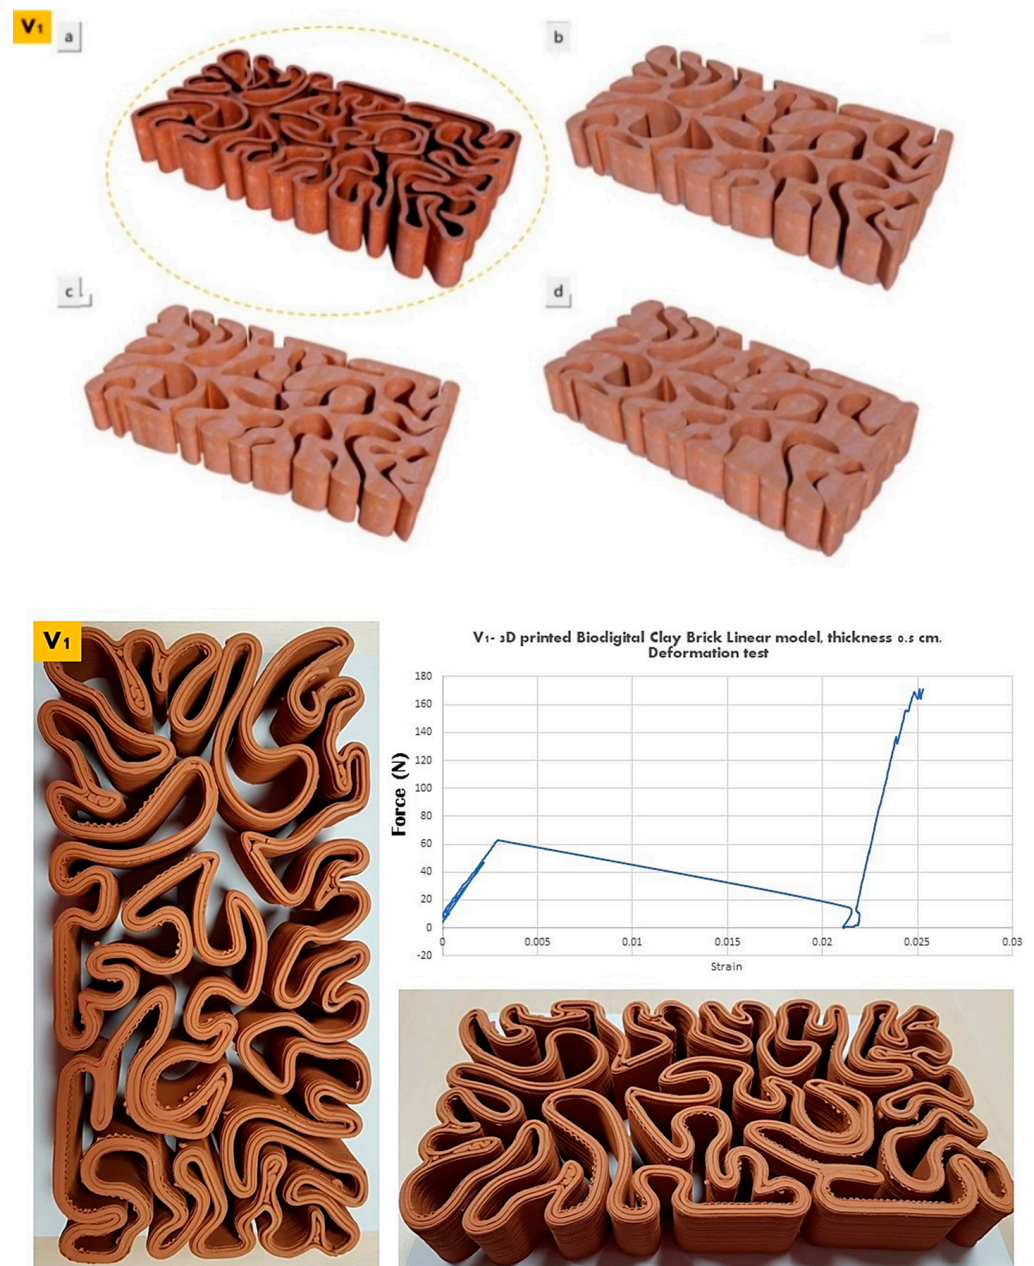 V1
a
b
c
d
V1
V1- 3D printed Biodigital Clay Brick Linear model, thickness 0.5 cm.
Deformation test
180
160
140
120
100
80
60
40
20
0
-20
Force (N)
0
0.005
0.01
0.015
0.02
0.025
0.03
Strain